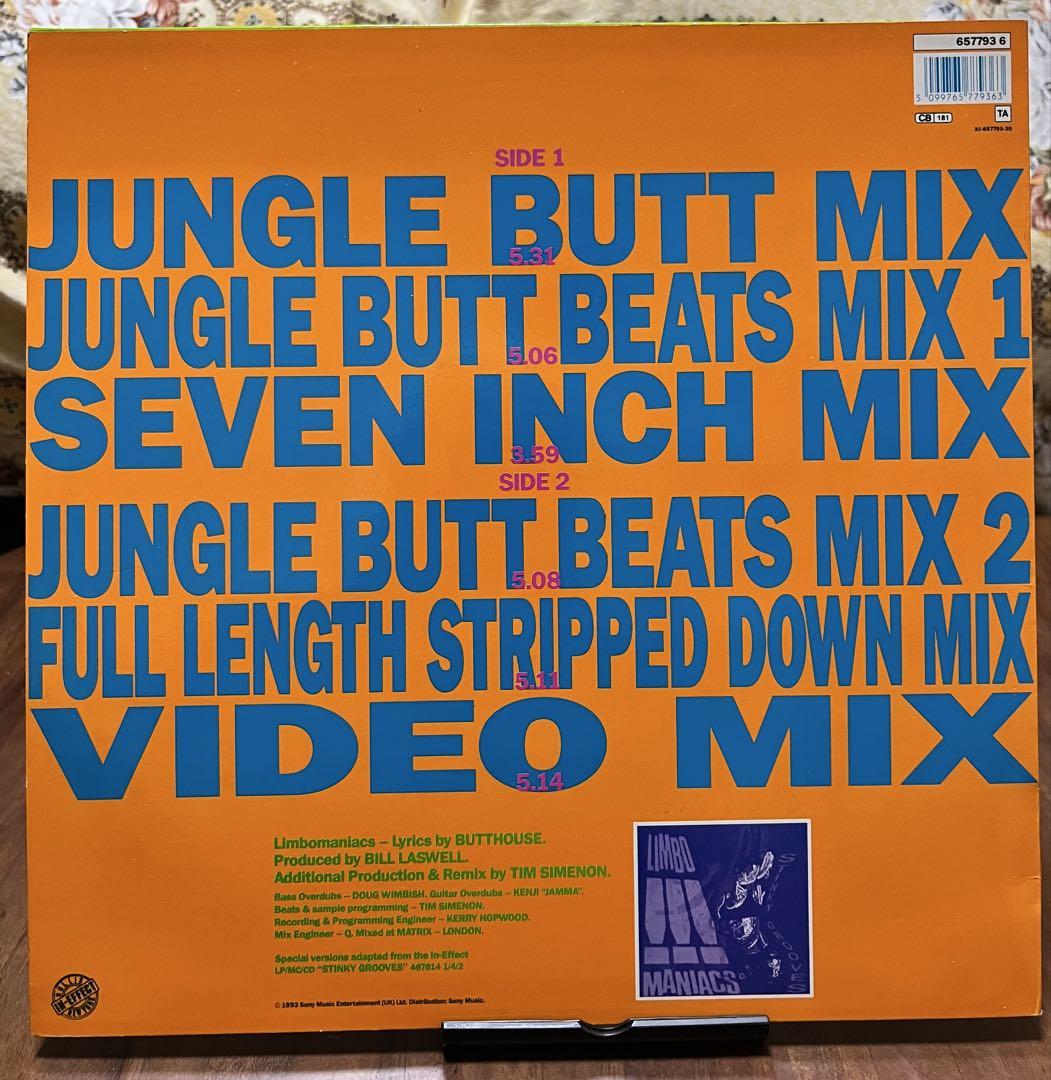 657793 6
5 099765 779363
CB 181
TA
SIDE 1
JUNGLE BUTT MIX
5.31
JUNGLE BUTT BEATS MIX 1
5.06
SEVEN INCH MIX
3.59
SIDE 2
JUNGLE BUTT BEATS MIX 2
5.08
FULL LENGTH STRIPPED DOWN MIX
5.11
VIDEO MIX
5.14
Limbomaniacs – Lyrics by BUTTHOUSE.
Produced by BILL LASWELL.
Additional Production & Remix by TIM SIMENON.
Bass Overdubs – DOUG WIMBISH. Guitar Overdubs – KENJI "JAMMA".
Beats & sample programming – TIM SIMENON.
Recording & Programming Engineer – KERRY HOPWOOD.
Mix Engineer – Q. Mixed at MATRIX – LONDON.
Special versions adapted from the In-Effect
LP/MC/CD "STINKY GROOVES" 467614 1/4/2
© 1992 Sony Music Entertainment (UK) Ltd. Distribution: Sony Music.
LIMBO
MANIACS
STINKY GROOVES
IN-EFFECT